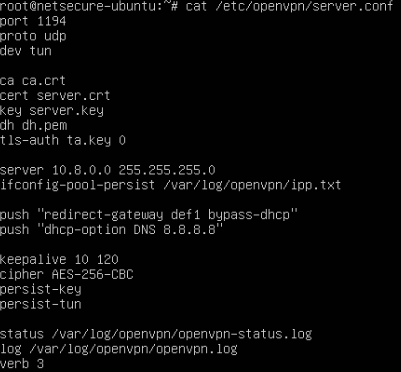 root@netsecure-ubuntu:~# cat /etc/openvpn/server.conf
port 1194
proto udp
dev tun
ca ca.crt
cert server.crt
key server.key
dh dh.pem
tls-auth ta.key 0
server 10.8.0.0 255.255.255.0
ifconfig-pool-persist /var/log/openvpn/ipp.txt
push "redirect-gateway def1 bypass-dhcp"
push "dhcp-option DNS 8.8.8.8"
keepalive 10 120
cipher AES-256-CBC
persist-key
persist-tun
status /var/log/openvpn/openvpn-status.log
log /var/log/openvpn/openvpn.log
verb 3